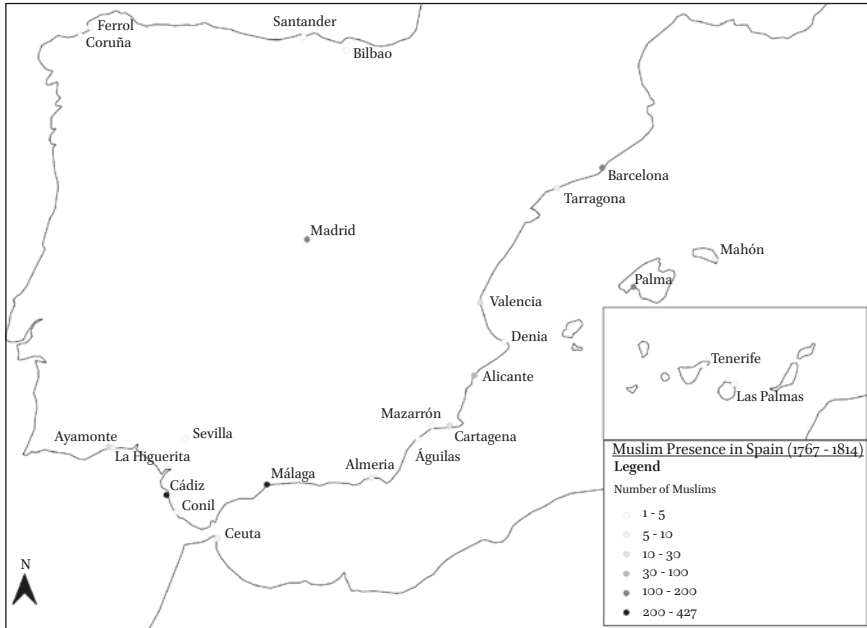 Ferrol
Santander
Coruña
Bilbao
Barcelona
Tarragona
Madrid
Mahón
Palma
Valencia
Denia
Tenerife
Alicante
Las Palmas
Mazarrón
Sevilla
Ayamonte
Cartagena
La Higuerita
Águilas
Almeria
Málaga
Cádiz
Conil
Ceuta
N
Muslim Presence in Spain (1767 - 1814)
Legend
Number of Muslims
1 - 5
5 - 10
10 - 30
30 - 100
100 - 200
200 - 427